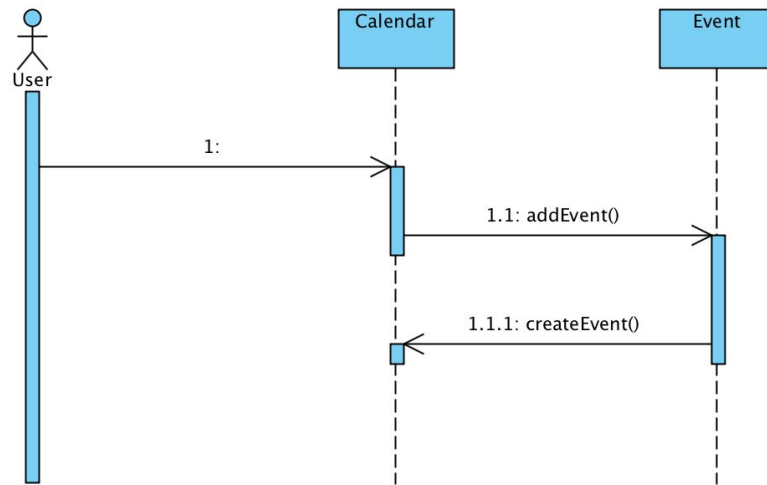 Calendar
Event
User
1:
1.1: addEvent()
1.1.1: createEvent()